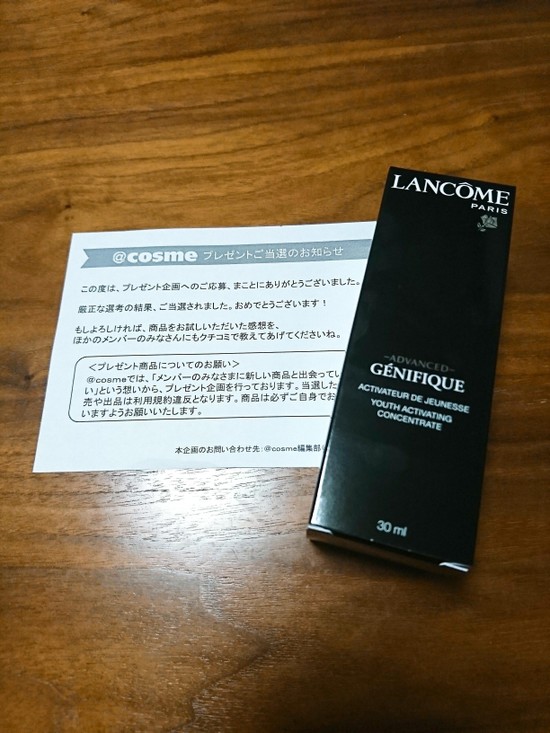 @cosme プレゼントご当選のお知らせ
この度は、プレゼント企画へのご応募、まことにありがとうございました。
厳正な選考の結果、ご当選されました。おめでとうございます！
もしよろしければ、商品をお試しいただいた感想を、
ほかのメンバーのみなさんにもクチコミで教えてあげてくださいね。
＜プレゼント商品についてのお願い＞
@cosmeでは、「メンバーのみなさまに新しい商品と出会ってい
い」という想いから、プレゼント企画を行っております。当選した
売や出品は利用規約違反となります。商品は必ずご自身でお
いますようお願いいたします。
本企画のお問い合わせ先：@cosme編集部
LANCÔME
PARIS
ADVANCED
GÉNIFIQUE
ACTIVATEUR DE JEUNESSE
YOUTH ACTIVATING
CONCENTRATE
30 ml